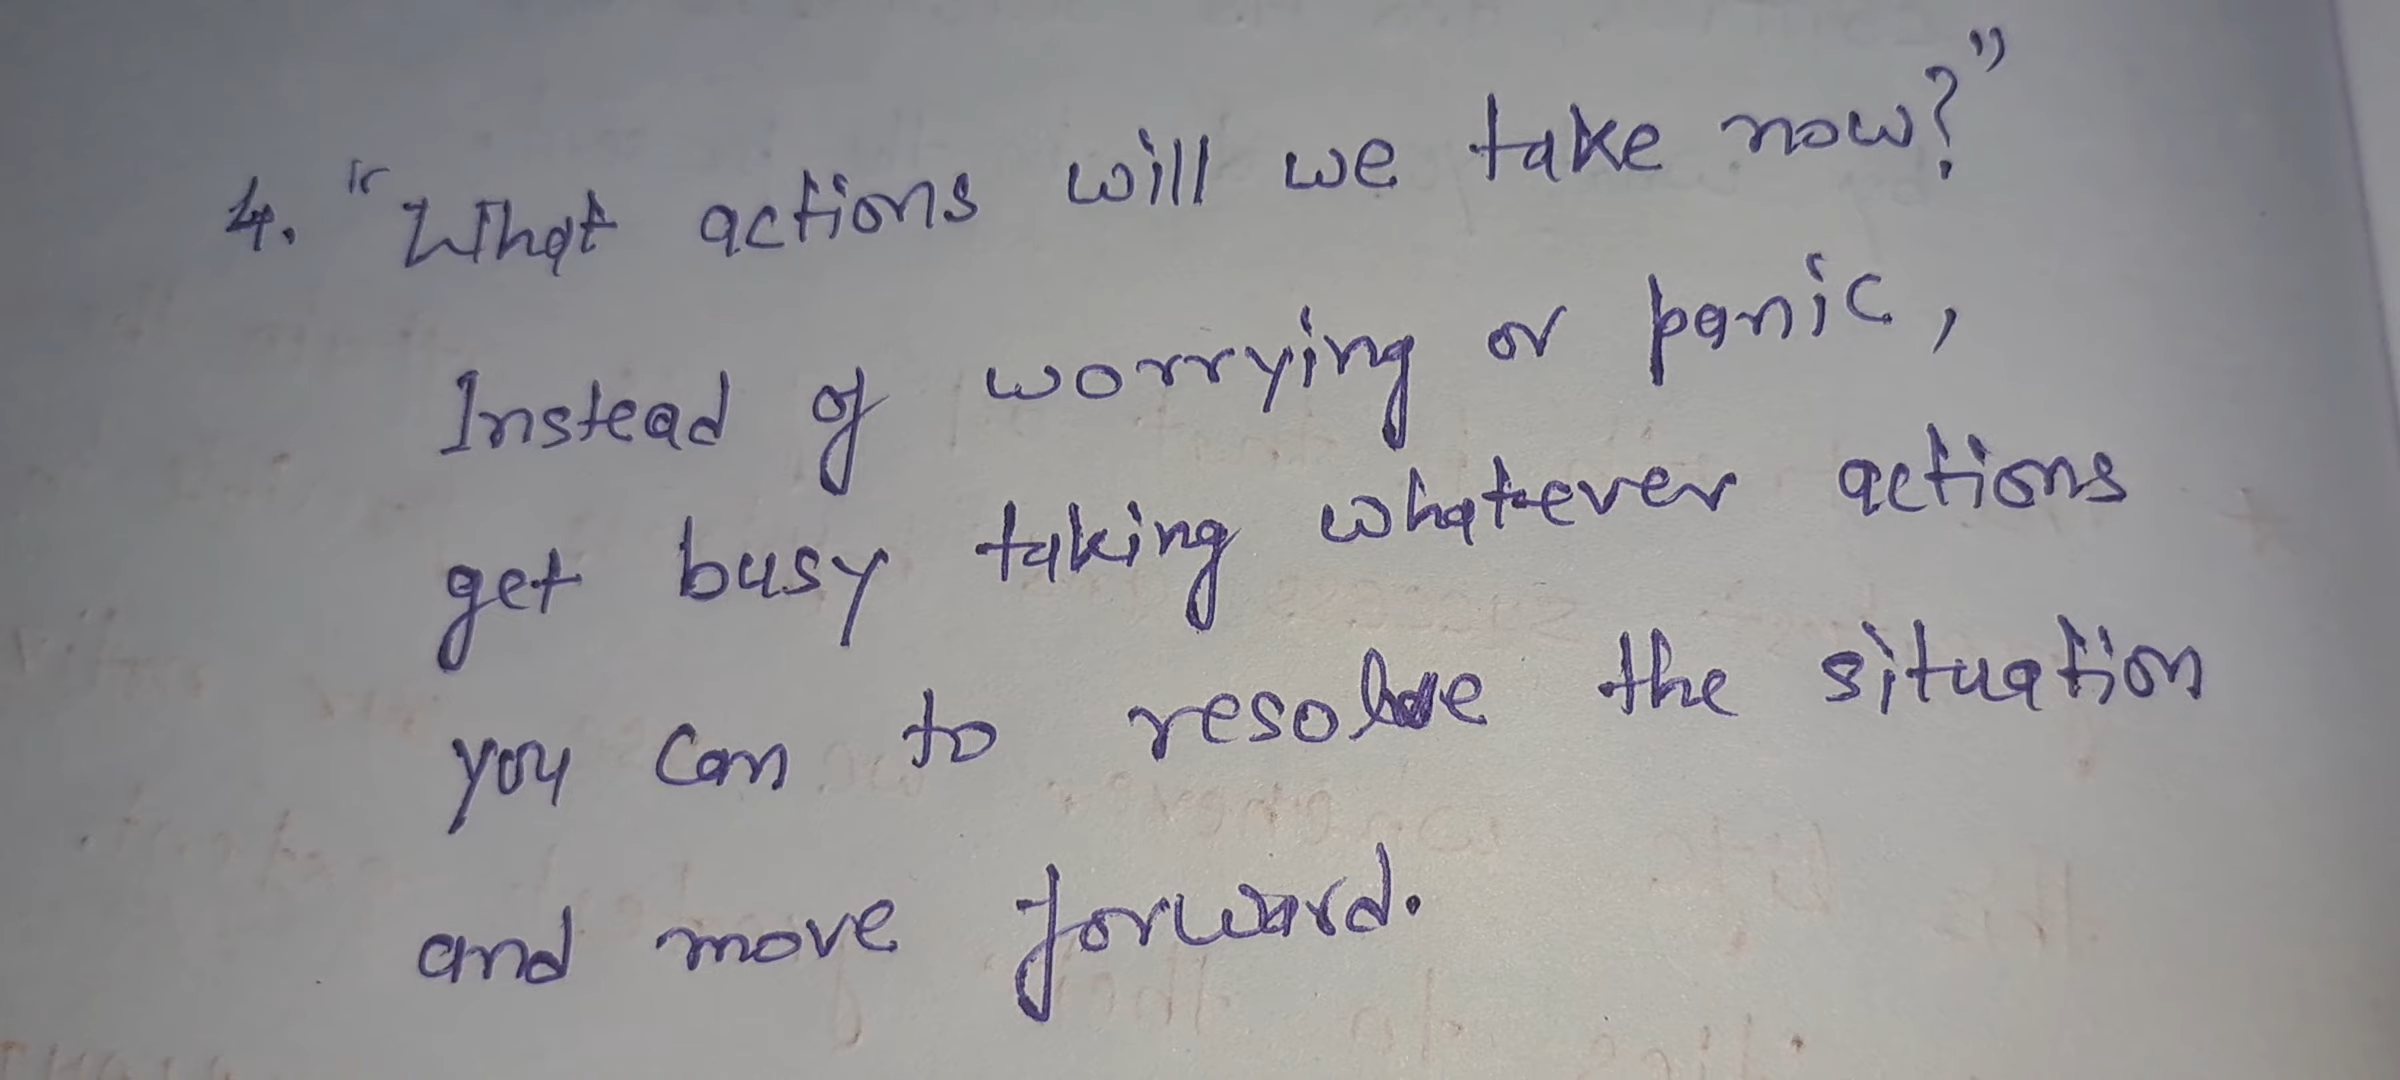 4. "What actions will we take now?"
Instead of worrying or panic,
get busy taking whatever actions
you can to resolve the situation
and move forward.